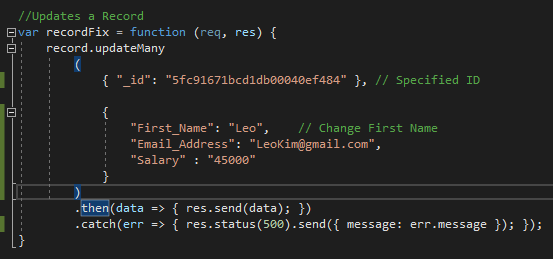 //Updates a Record
var recordFix = function (req, res) {
record.updateMany
(
{ "_id": "5fc91671bcd1db00040ef484" }, // Specified ID
{
"First_Name": "Leo", // Change First Name
"Email_Address": "LeoKim@gmail.com",
"Salary" : "45000"
}
)
.then(data => { res.send(data); })
.catch(err => { res.status(500).send({ message: err.message }); });
}